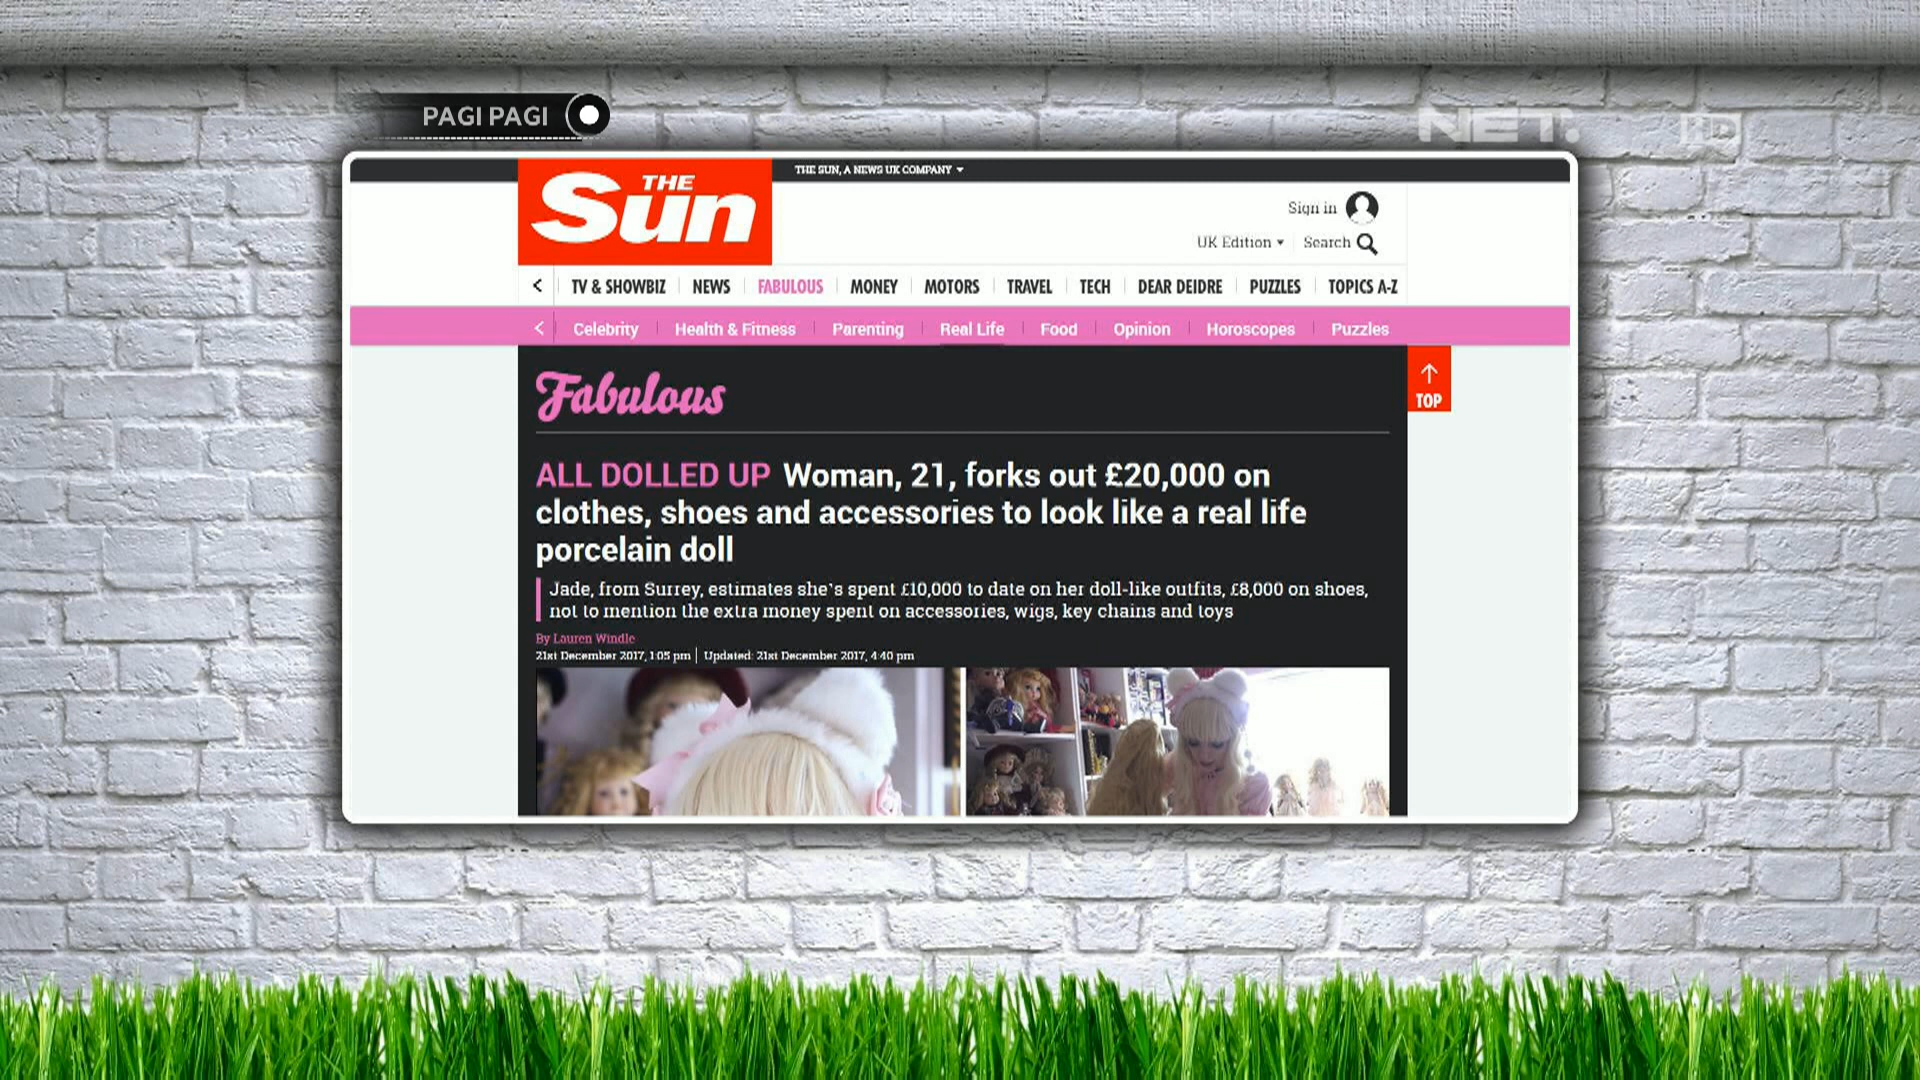 PAGI PAGI
NET.
HD
THE SUN, A NEWS UK COMPANY
THE Sun
Sign in
UK Edition Search
TV & SHOWBIZ NEWS FABULOUS MONEY MOTORS TRAVEL TECH DEAR DEIDRE PUZZLES TOPICS A-Z
Celebrity Health & Fitness Parenting Real Life Food Opinion Horoscopes Puzzles
TOP
Fabulous
ALL DOLLED UP Woman, 21, forks out £20,000 on
clothes, shoes and accessories to look like a real life
porcelain doll
Jade, from Surrey, estimates she's spent £10,000 to date on her doll-like outfits, £8,000 on shoes,
not to mention the extra money spent on accessories, wigs, key chains and toys
By Lauren Windle
21st December 2017, 1:05 pm Updated: 21st December 2017, 4:40 pm